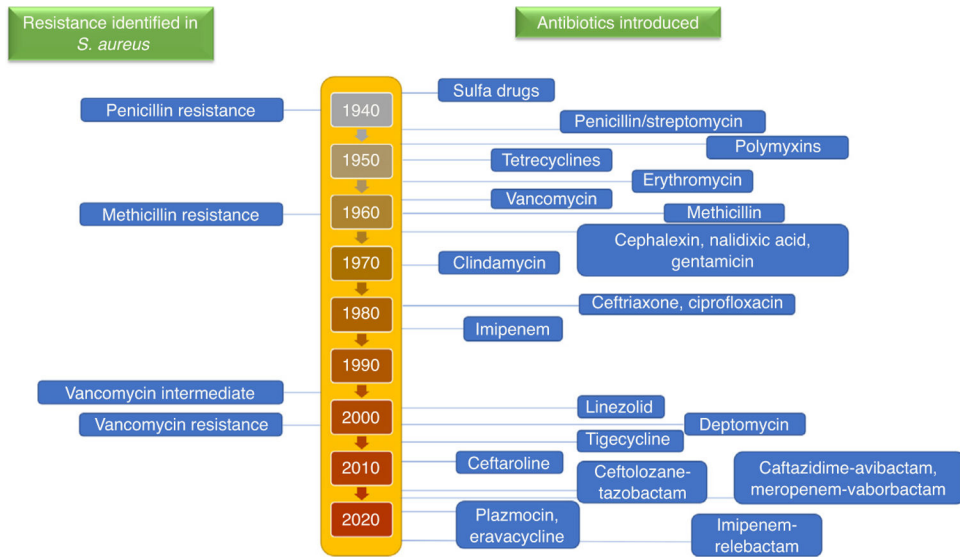 Resistance identified in
S. aureus
Antibiotics introduced
Sulfa drugs
1940
Penicillin resistance
Penicillin/streptomycin
Polymyxins
1950
Tetrecyclines
Erythromycin
Vancomycin
1960
Methicillin resistance
Methicillin
Cephalexin, nalidixic acid,
gentamicin
1970
Clindamycin
Ceftriaxone, ciprofloxacin
1980
Imipenem
1990
Vancomycin intermediate
Linezolid
2000
Vancomycin resistance
Deptomycin
Tigecycline
2010
Ceftaroline
Ceftolozane-
tazobactam
Caftazidime-avibactam,
meropenem-vaborbactam
2020
Plazmocin,
eravacycline
Imipenem-
relebactam